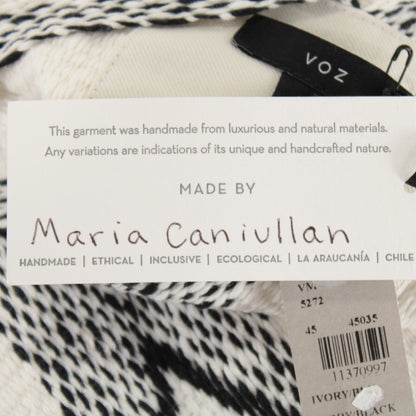 VOZ
This garment was handmade from luxurious and natural materials.
Any variations are indications of its unique and handcrafted nature.
MADE BY
Maria Caniullan
HANDMADE | ETHICAL | INCLUSIVE | ECOLOGICAL | LA ARAUCANÍA | CHILE
VN.
5272
45 45035
11370997
IVORY/BLACK